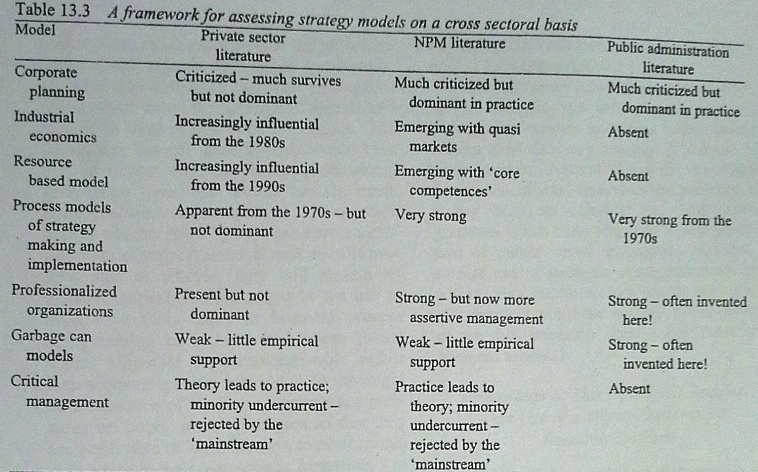 Table 13.3 A framework for assessing strategy models on a cross sectoral basis
Model Private sector literature NPM literature Public administration literature
Corporate planning Criticized – much survives but not dominant Much criticized but dominant in practice Much criticized but dominant in practice
Industrial economics Increasingly influential from the 1980s Emerging with quasi markets Absent
Resource based model Increasingly influential from the 1990s Emerging with ‘core competences’ Absent
Process models of strategy making and implementation Apparent from the 1970s – but not dominant Very strong Very strong from the 1970s
Professionalized organizations Present but not dominant Strong – but now more assertive management Strong – often invented here!
Garbage can models Weak – little empirical support Weak – little empirical support Strong – often invented here!
Critical management Theory leads to practice; minority undercurrent – rejected by the ‘mainstream’ Practice leads to theory; minority undercurrent – rejected by the ‘mainstream’ Absent